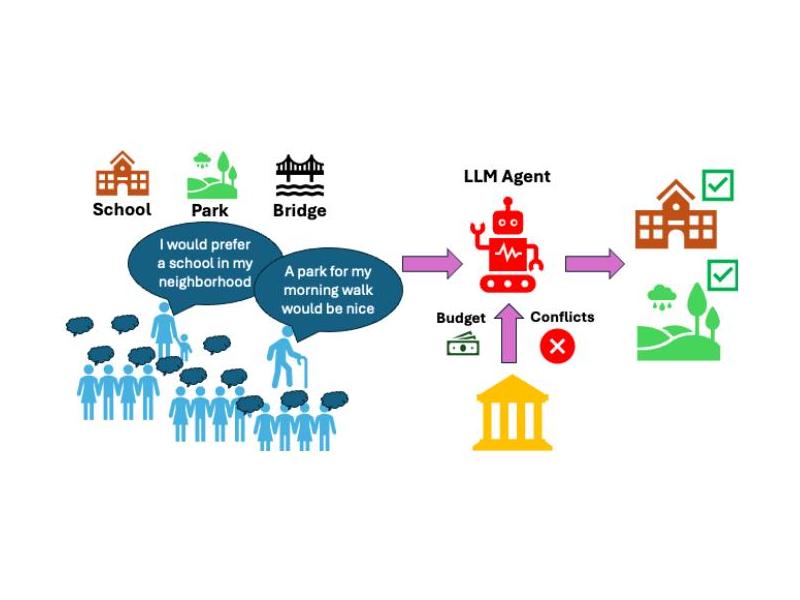 LLM Agent
School
Park
Bridge
I would prefer
a school in my
neighborhood
A park for my
morning walk
would be nice
Budget
Conflicts